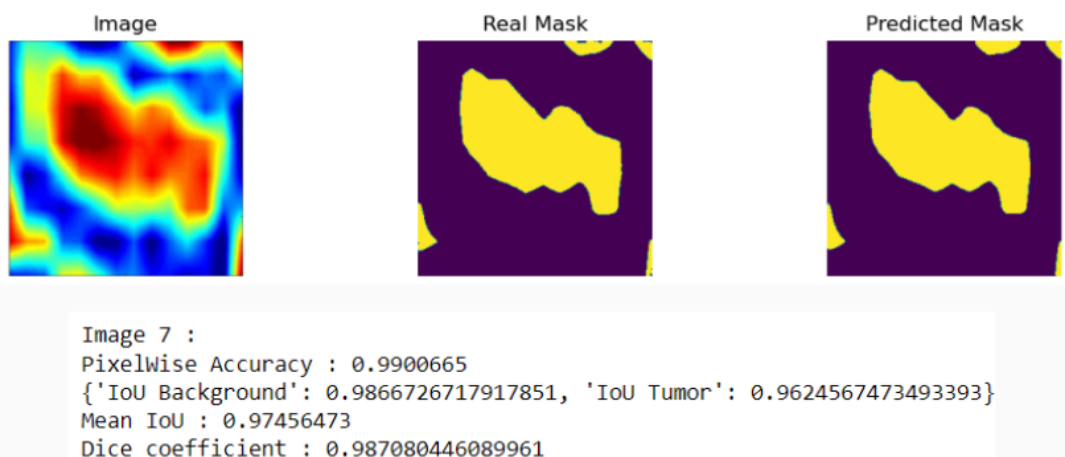 Image Real Mask Predicted Mask
Image 7 :
PixelWise Accuracy : 0.9900665
{'IoU Background': 0.9866726717917851, 'IoU Tumor': 0.9624567473493393}
Mean IoU : 0.97456473
Dice coefficient : 0.987080446089961